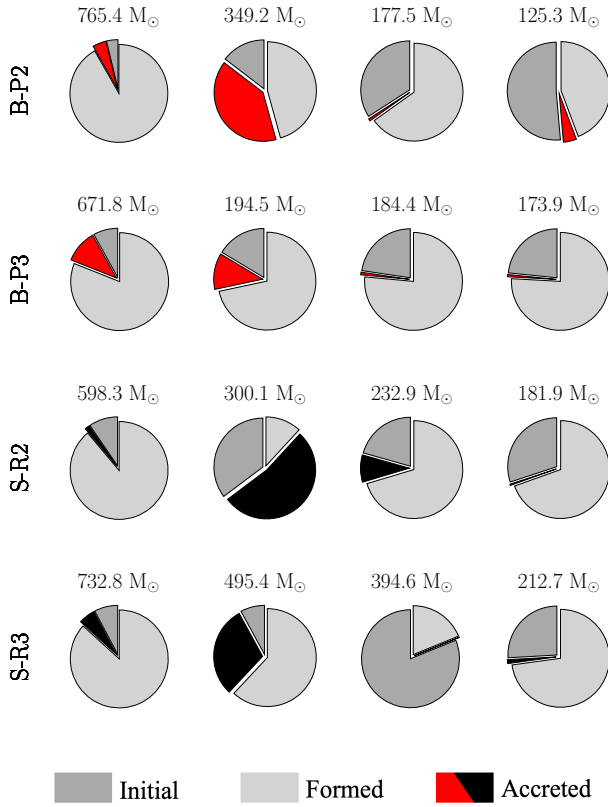 765.4 M☉ 349.2 M☉ 177.5 M☉ 125.3 M☉
B-P2
671.8 M☉ 194.5 M☉ 184.4 M☉ 173.9 M☉
B-P3
598.3 M☉ 300.1 M☉ 232.9 M☉ 181.9 M☉
S-R2
732.8 M☉ 495.4 M☉ 394.6 M☉ 212.7 M☉
S-R3
Initial Formed Accreted